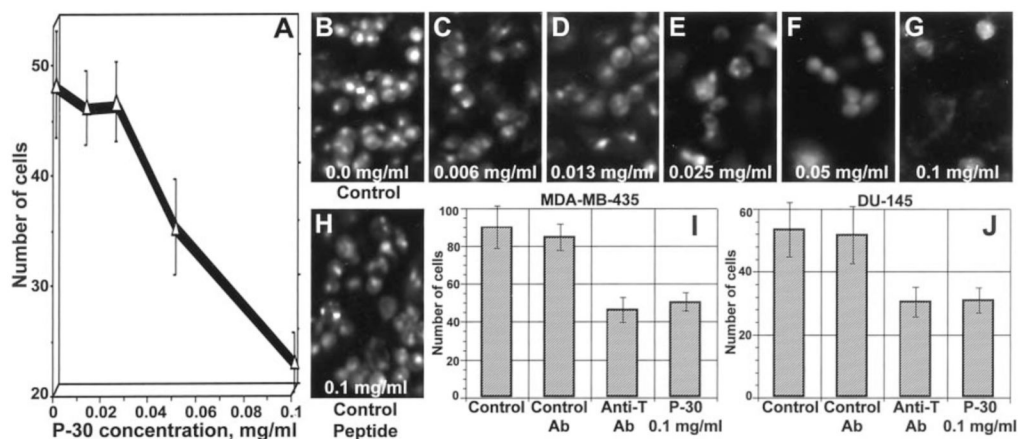 A
Number of cells
50
40
30
20
0
0.02
0.04
0.06
0.08
0.1
P-30 concentration, mg/ml
B
0.0 mg/ml
Control
C
0.006 mg/ml
D
0.013 mg/ml
E
0.025 mg/ml
F
0.05 mg/ml
G
0.1 mg/ml
H
0.1 mg/ml
Control
Peptide
MDA-MB-435
I
Number of cells
100
80
60
40
20
0
Control
Control
Ab
Anti-T
Ab
P-30
0.1 mg/ml
DU-145
J
Number of cells
60
40
20
0
Control
Control
Ab
Anti-T
Ab
P-30
0.1 mg/ml